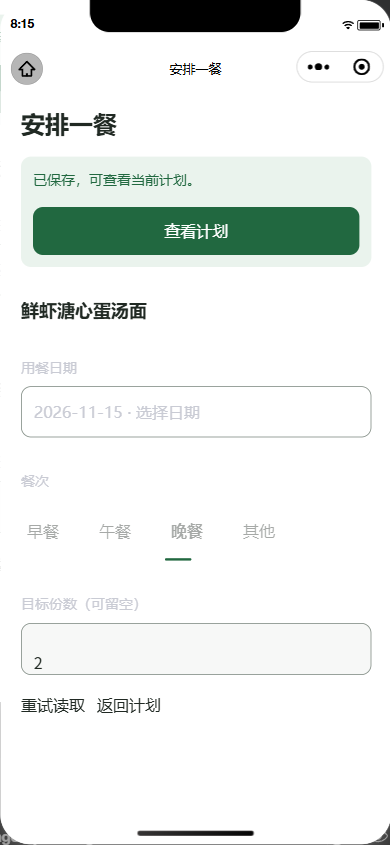 8:15
安排一餐
安排一餐
已保存，可查看当前计划。
查看计划
鲜虾溏心蛋汤面
用餐日期
2026-11-15 · 选择日期
餐次
早餐 午餐 晚餐 其他
目标份数（可留空）
2
重试读取 返回计划